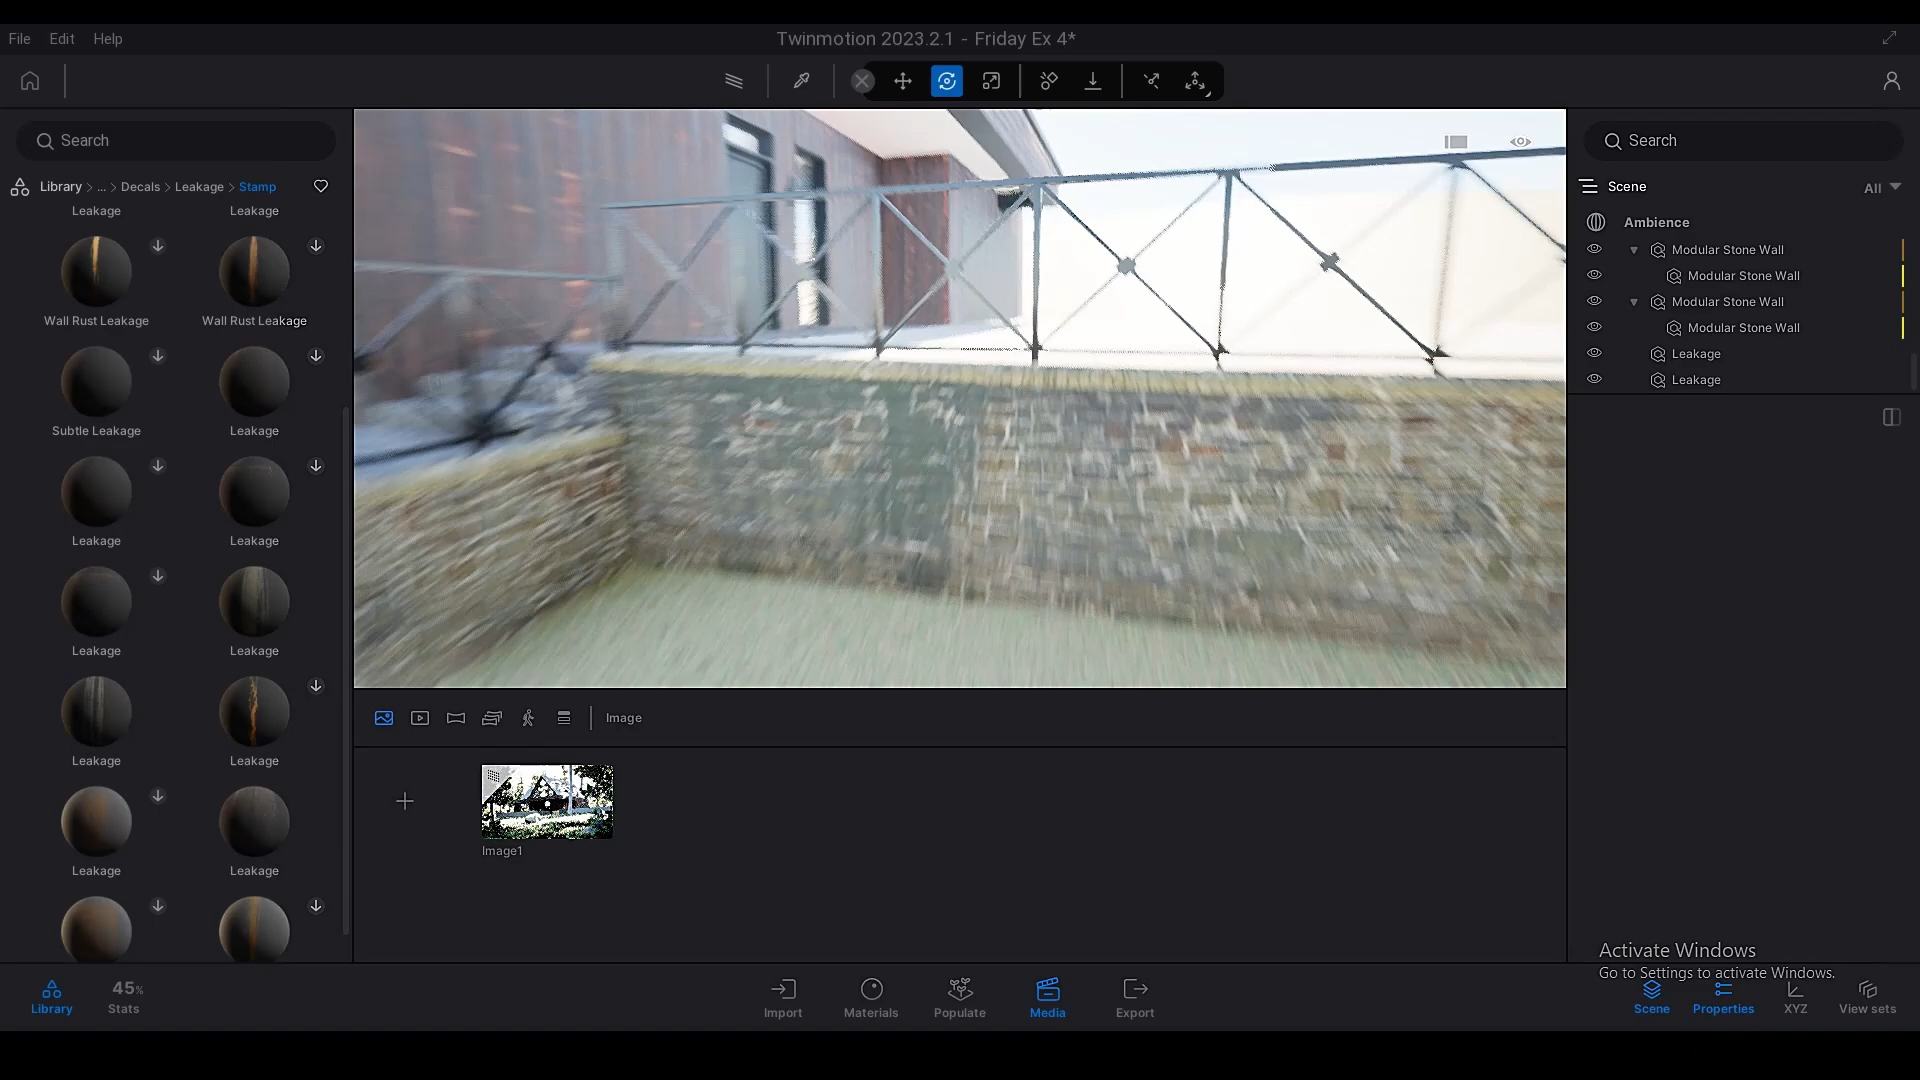 File Edit Help
Twinmotion 2023.2.1 - Friday Ex 4*
Search
Library > ... > Decals > Leakage > Stamp
Leakage Leakage
Wall Rust Leakage Wall Rust Leakage
Subtle Leakage Leakage
Leakage Leakage
Leakage Leakage
Leakage Leakage
Leakage Leakage
Image
Image1
Search
Scene All
Ambience
Modular Stone Wall
Modular Stone Wall
Modular Stone Wall
Modular Stone Wall
Leakage
Leakage
Activate Windows
Go to Settings to activate Windows.
Library
45%
Stats
Import Materials Populate Media Export
Scene Properties XYZ View sets